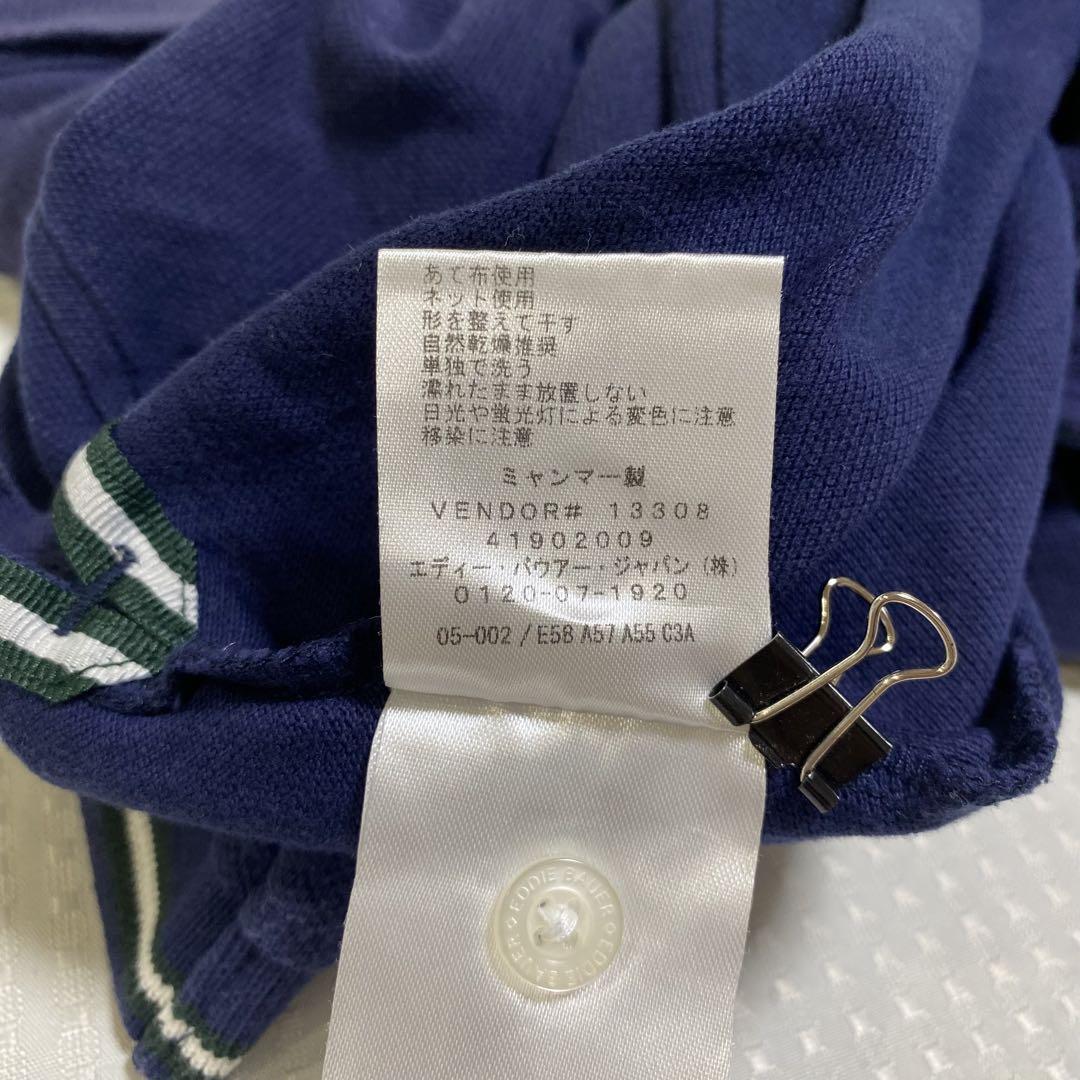 あて布使用
ネット使用
形を整えて干す
自然乾燥推奨
単独で洗う
濡れたまま放置しない
日光や蛍光灯による変色に注意
移染に注意
ミャンマー製
VENDOR# 13308
41902009
エディー・バウアー・ジャパン(株)
0120-07-1920
05-002 / E58 A57 A55 C3A
EDDIE BAUER EDDIE BAUER